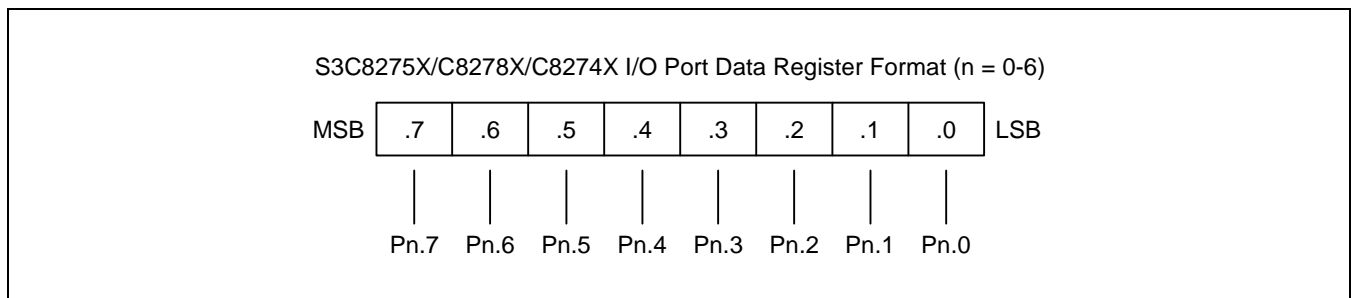 S3C8275X/C8278X/C8274X I/O Port Data Register Format (n = 0-6)
MSB .7 .6 .5 .4 .3 .2 .1 .0 LSB
Pn.7 Pn.6 Pn.5 Pn.4 Pn.3 Pn.2 Pn.1 Pn.0